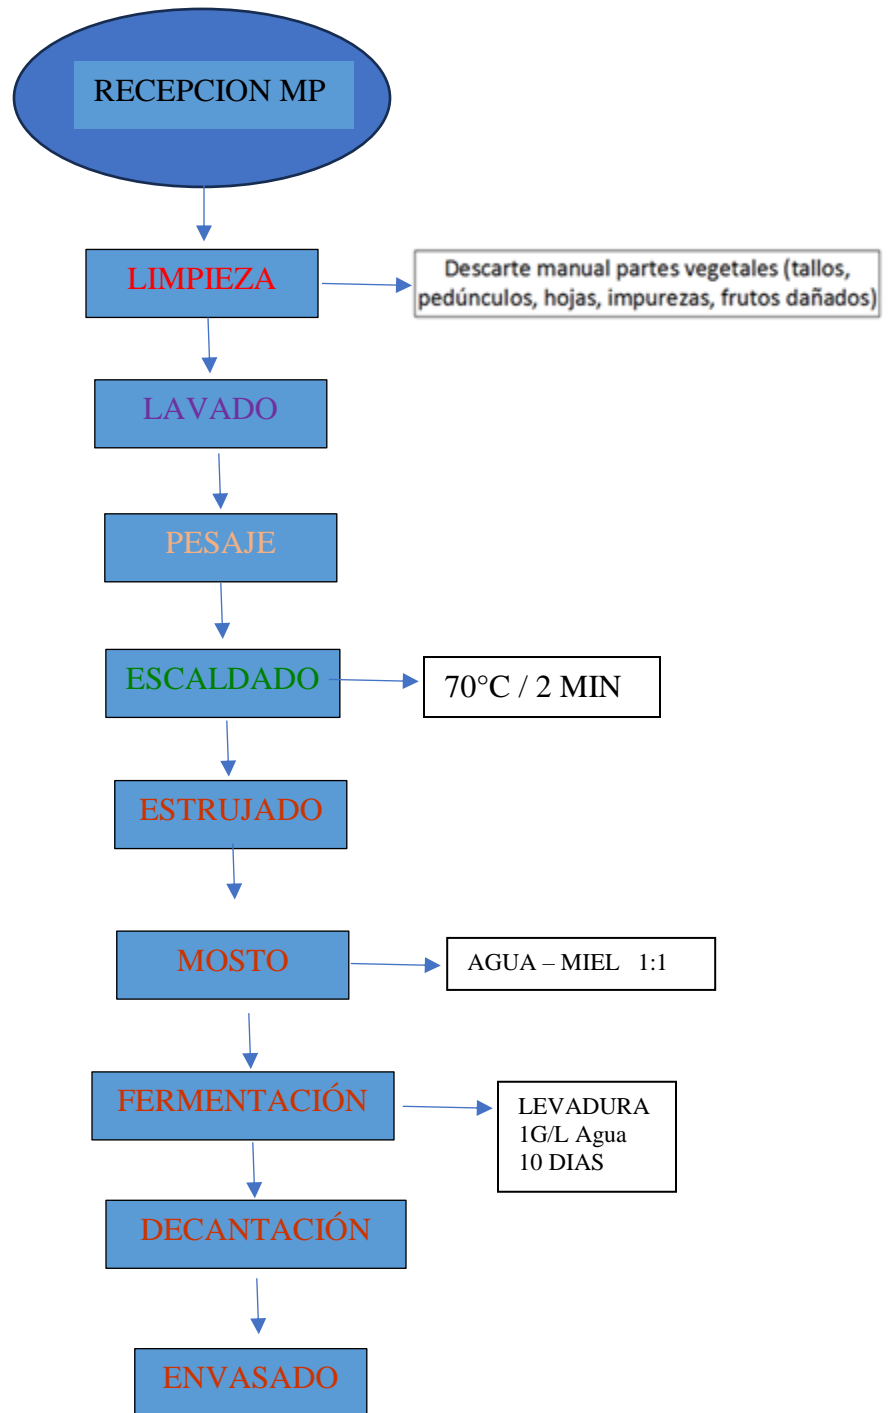 RECEPCION MP
LIMPIEZA
Descarte manual partes vegetales (tallos,
pedúnculos, hojas, impurezas, frutos dañados)
LAVADO
PESAJE
ESCALDADO
70°C / 2 MIN
ESTRUJADO
MOSTO
AGUA – MIEL 1:1
FERMENTACIÓN
LEVADURA
1G/L Agua
10 DIAS
DECANTACIÓN
ENVASADO